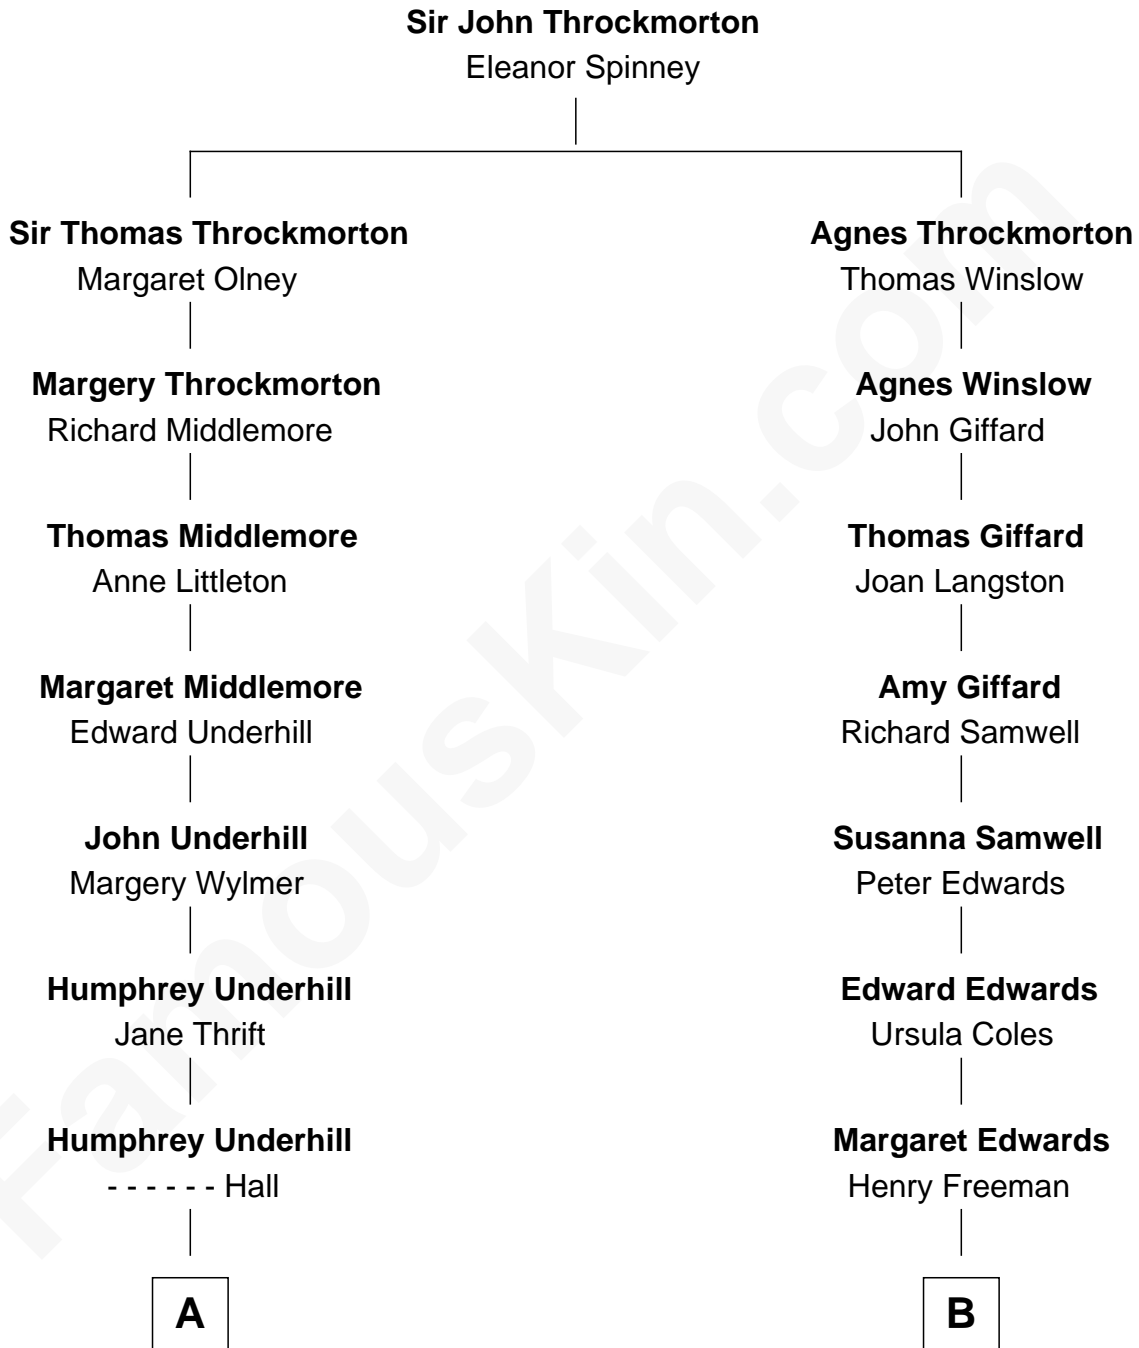 Sir John Throckmorton
Eleanor Spinney
Sir Thomas Throckmorton
Margaret Olney
Agnes Throckmorton
Thomas Winslow
Margery Throckmorton
Richard Middlemore
Agnes Winslow
John Giffard
Thomas Middlemore
Anne Littleton
Thomas Giffard
Joan Langston
Margaret Middlemore
Edward Underhill
Amy Giffard
Richard Samwell
John Underhill
Margery Wylmer
Susanna Samwell
Peter Edwards
Humphrey Underhill
Jane Thrift
Edward Edwards
Ursula Coles
Humphrey Underhill
- - - - - - Hall
Margaret Edwards
Henry Freeman
A
B
FamousKin.com